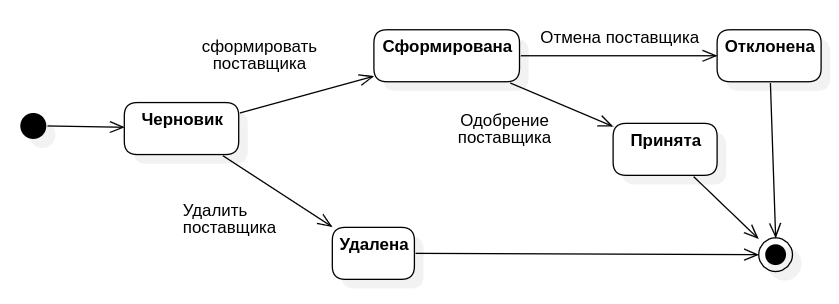 сформировать
поставщика
Сформирована
Отмена поставщика
Отклонена
Черновик
Одобрение
поставщика
Принята
Удалить
поставщика
Удалена